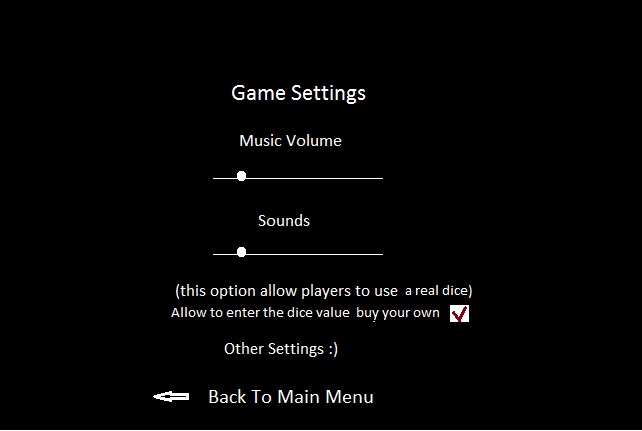 Game Settings
Music Volume
Sounds
(this option allow players to use a real dice)
Allow to enter the dice value buy your own
Other Settings :)
Back To Main Menu